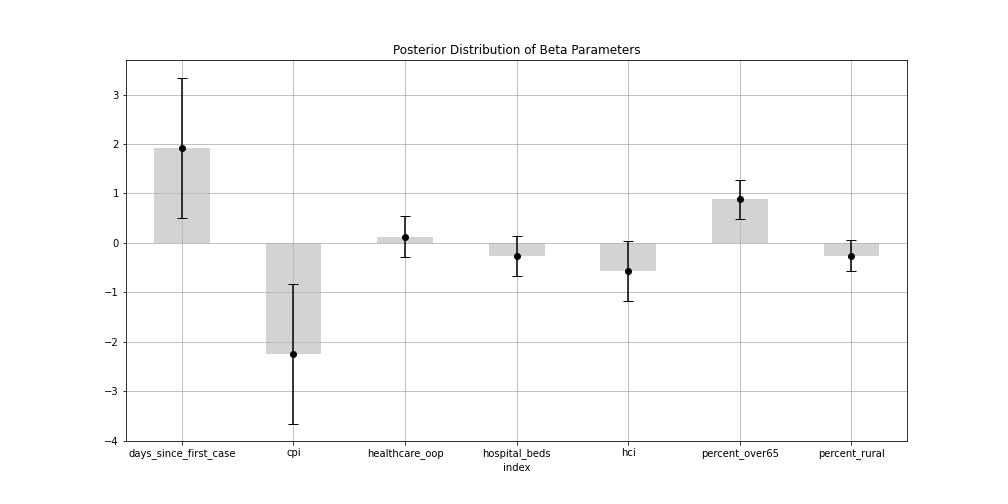 Posterior Distribution of Beta Parameters
3
2
1
0
−1
−2
−3
−4
days_since_first_case cpi healthcare_oop hospital_beds hci percent_over65 percent_rural
index